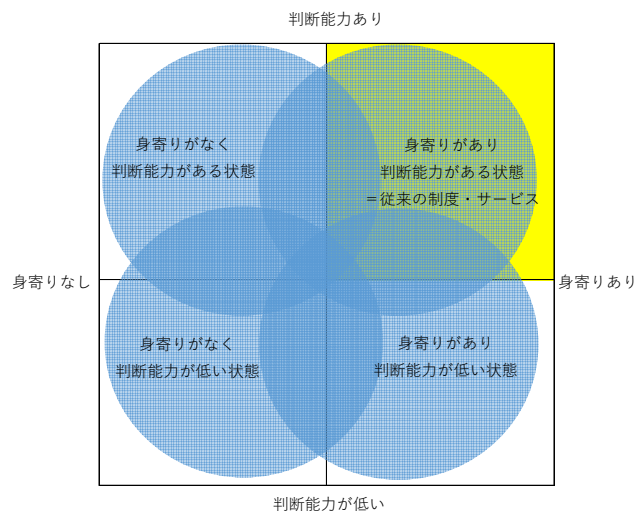 判断能力あり
身寄りがなく
判断能力がある状態
身寄りがあり
判断能力がある状態
＝従来の制度・サービス
身寄りなし
身寄りあり
身寄りがなく
判断能力が低い状態
身寄りがあり
判断能力が低い状態
判断能力が低い